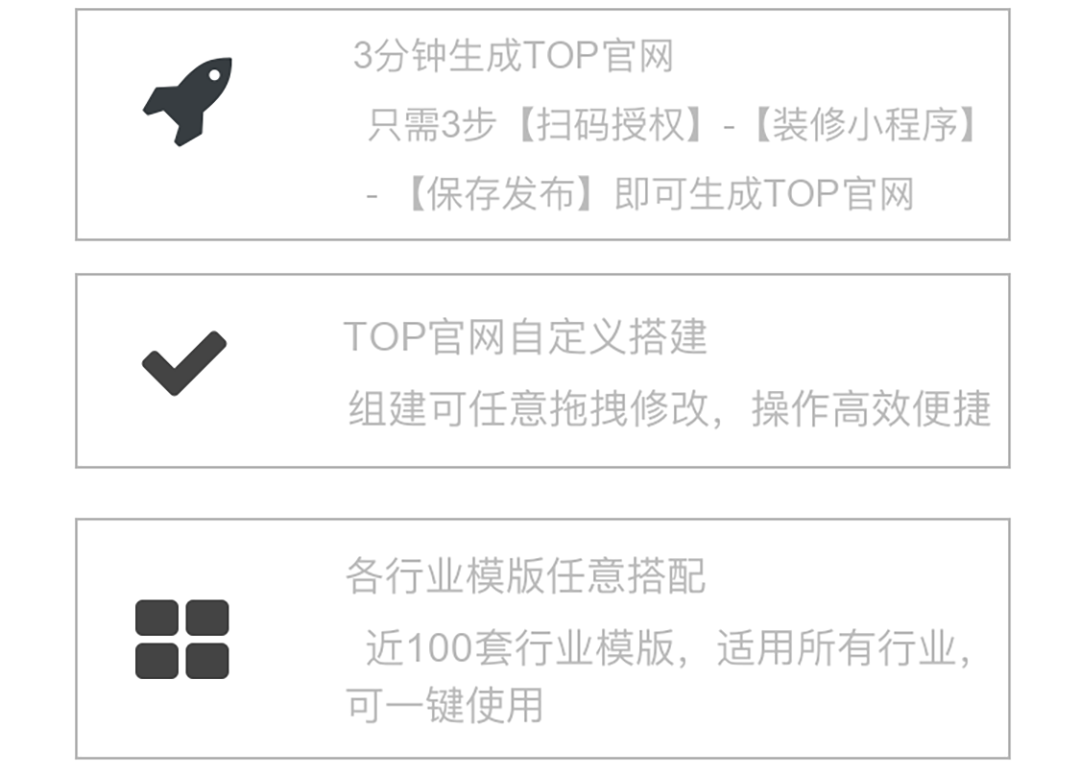 3分钟生成TOP官网
只需3步【扫码授权】-【装修小程序】
- 【保存发布】即可生成TOP官网
TOP官网自定义搭建
组建可任意拖拽修改，操作高效便捷
各行业模版任意搭配
近100套行业模版，适用所有行业，
可一键使用